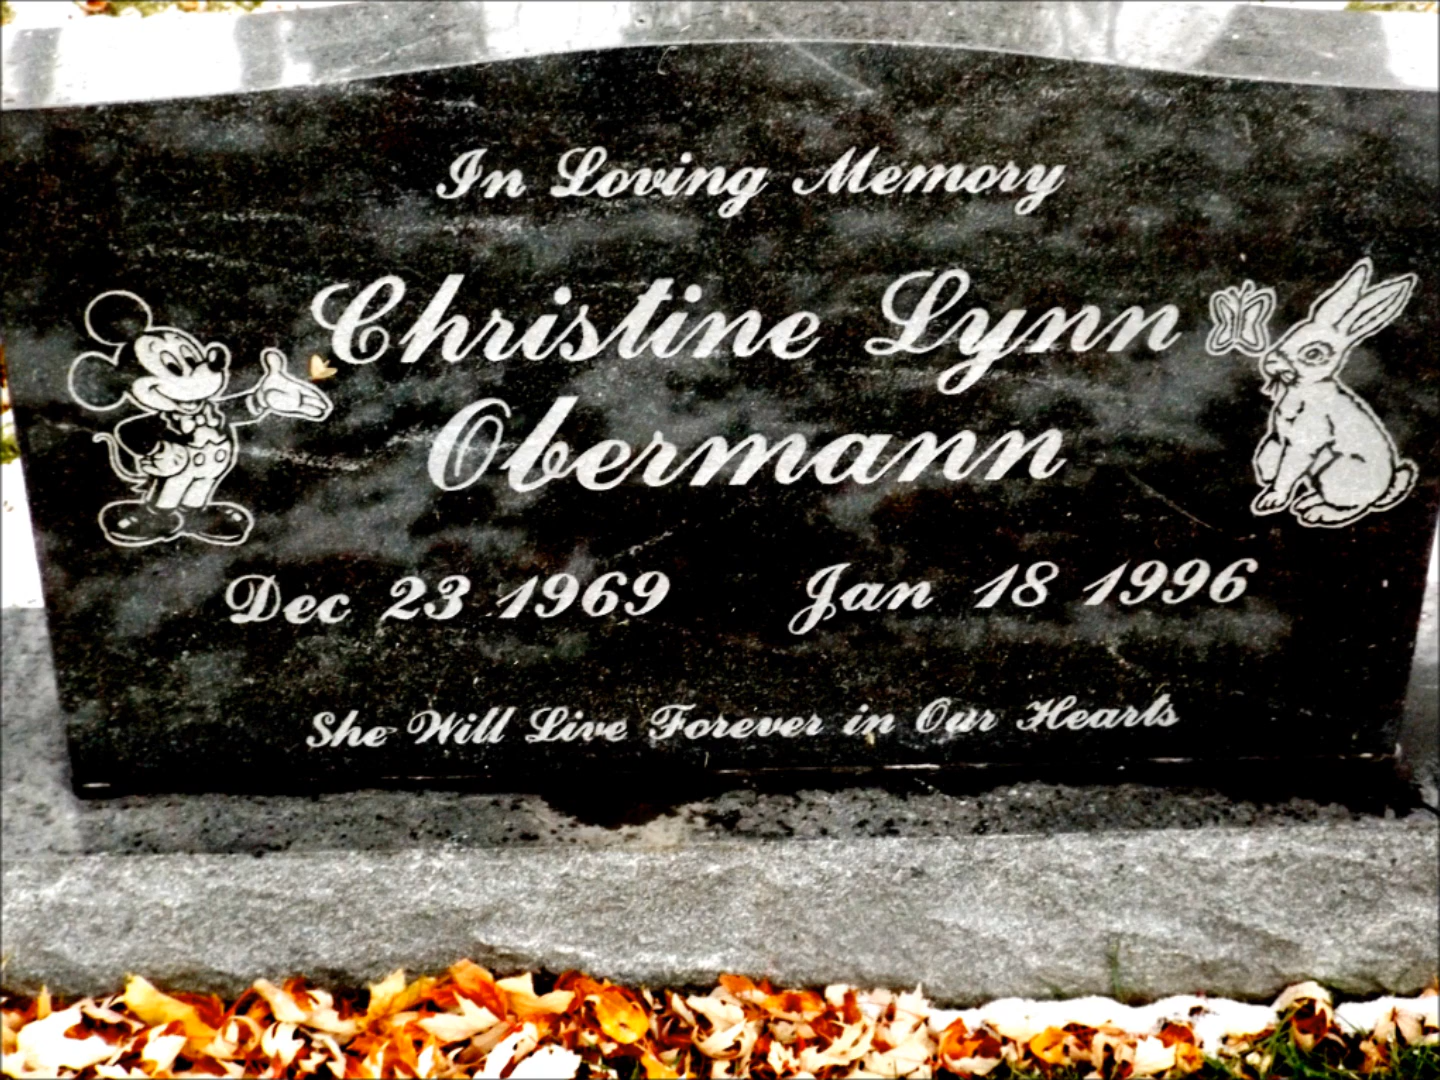 In Loving Memory
Christine Lynn
Obermann
Dec 23 1969 Jan 18 1996
She Will Live Forever in Our Hearts